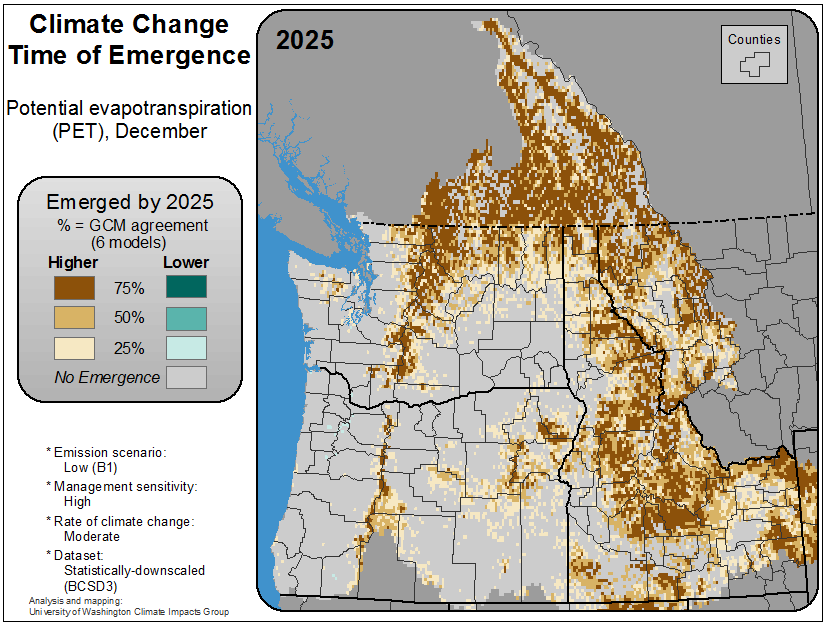 Climate Change
Time of Emergence
Potential evapotranspiration
(PET), December
Emerged by 2025
% = GCM agreement
(6 models)
Higher Lower
75%
50%
25%
No Emergence
* Emission scenario:
Low (B1)
* Management sensitivity:
High
* Rate of climate change:
Moderate
* Dataset:
Statistically-downscaled
(BCSD3)
Analysis and mapping:
University of Washington Climate Impacts Group
2025
Counties